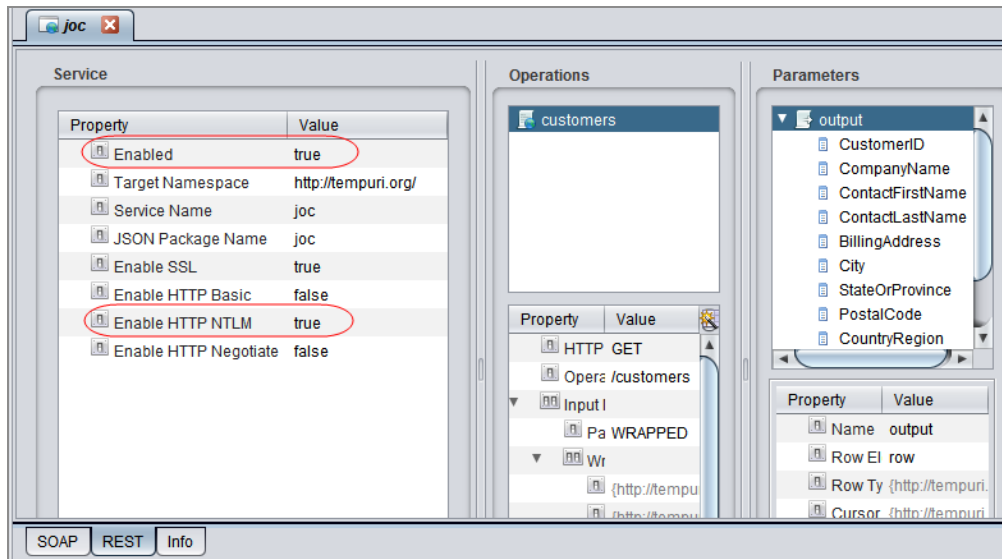 joc
Service
Property Value
Enabled true
Target Namespace http://tempuri.org/
Service Name joc
JSON Package Name joc
Enable SSL true
Enable HTTP Basic false
Enable HTTP NTLM true
Enable HTTP Negotiate false
Operations
customers
Property Value
HTTP GET
Opera /customers
Input I
Pa WRAPPED
Wr
{http://tempu
{http://tempu
Parameters
output
CustomerID
CompanyName
ContactFirstName
ContactLastName
BillingAddress
City
StateOrProvince
PostalCode
CountryRegion
Property Value
Name output
Row El row
Row Ty {http://tempuri.
Cursor {http://tempuri
SOAP REST Info